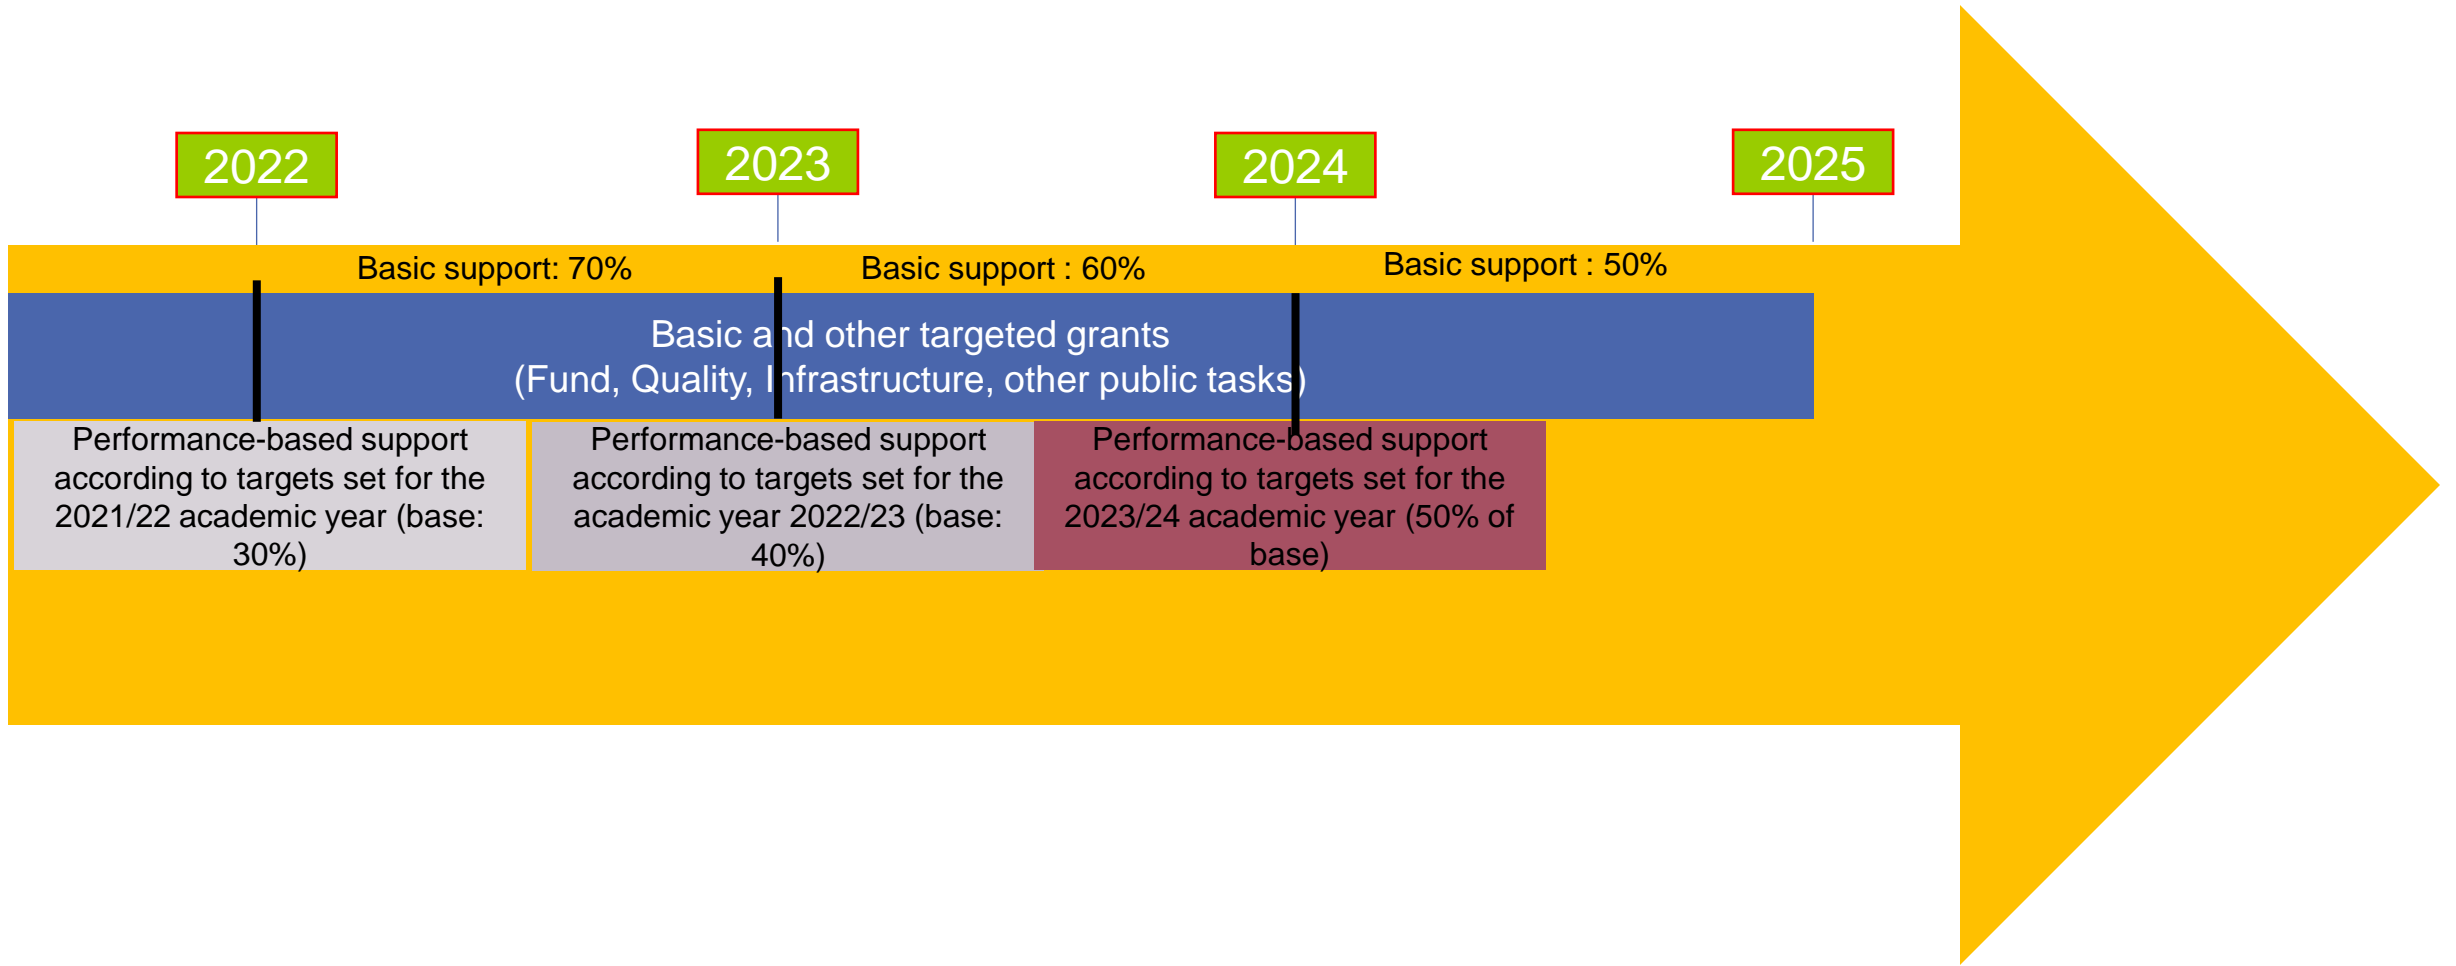 2022
2023
2024
2025
Basic support: 70%
Basic support : 60%
Basic support : 50%
Basic and other targeted grants
(Fund, Quality, Infrastructure, other public tasks)
Performance-based support
according to targets set for the
2021/22 academic year (base:
30%)
Performance-based support
according to targets set for the
academic year 2022/23 (base:
40%)
Performance-based support
according to targets set for the
2023/24 academic year (50% of
base)